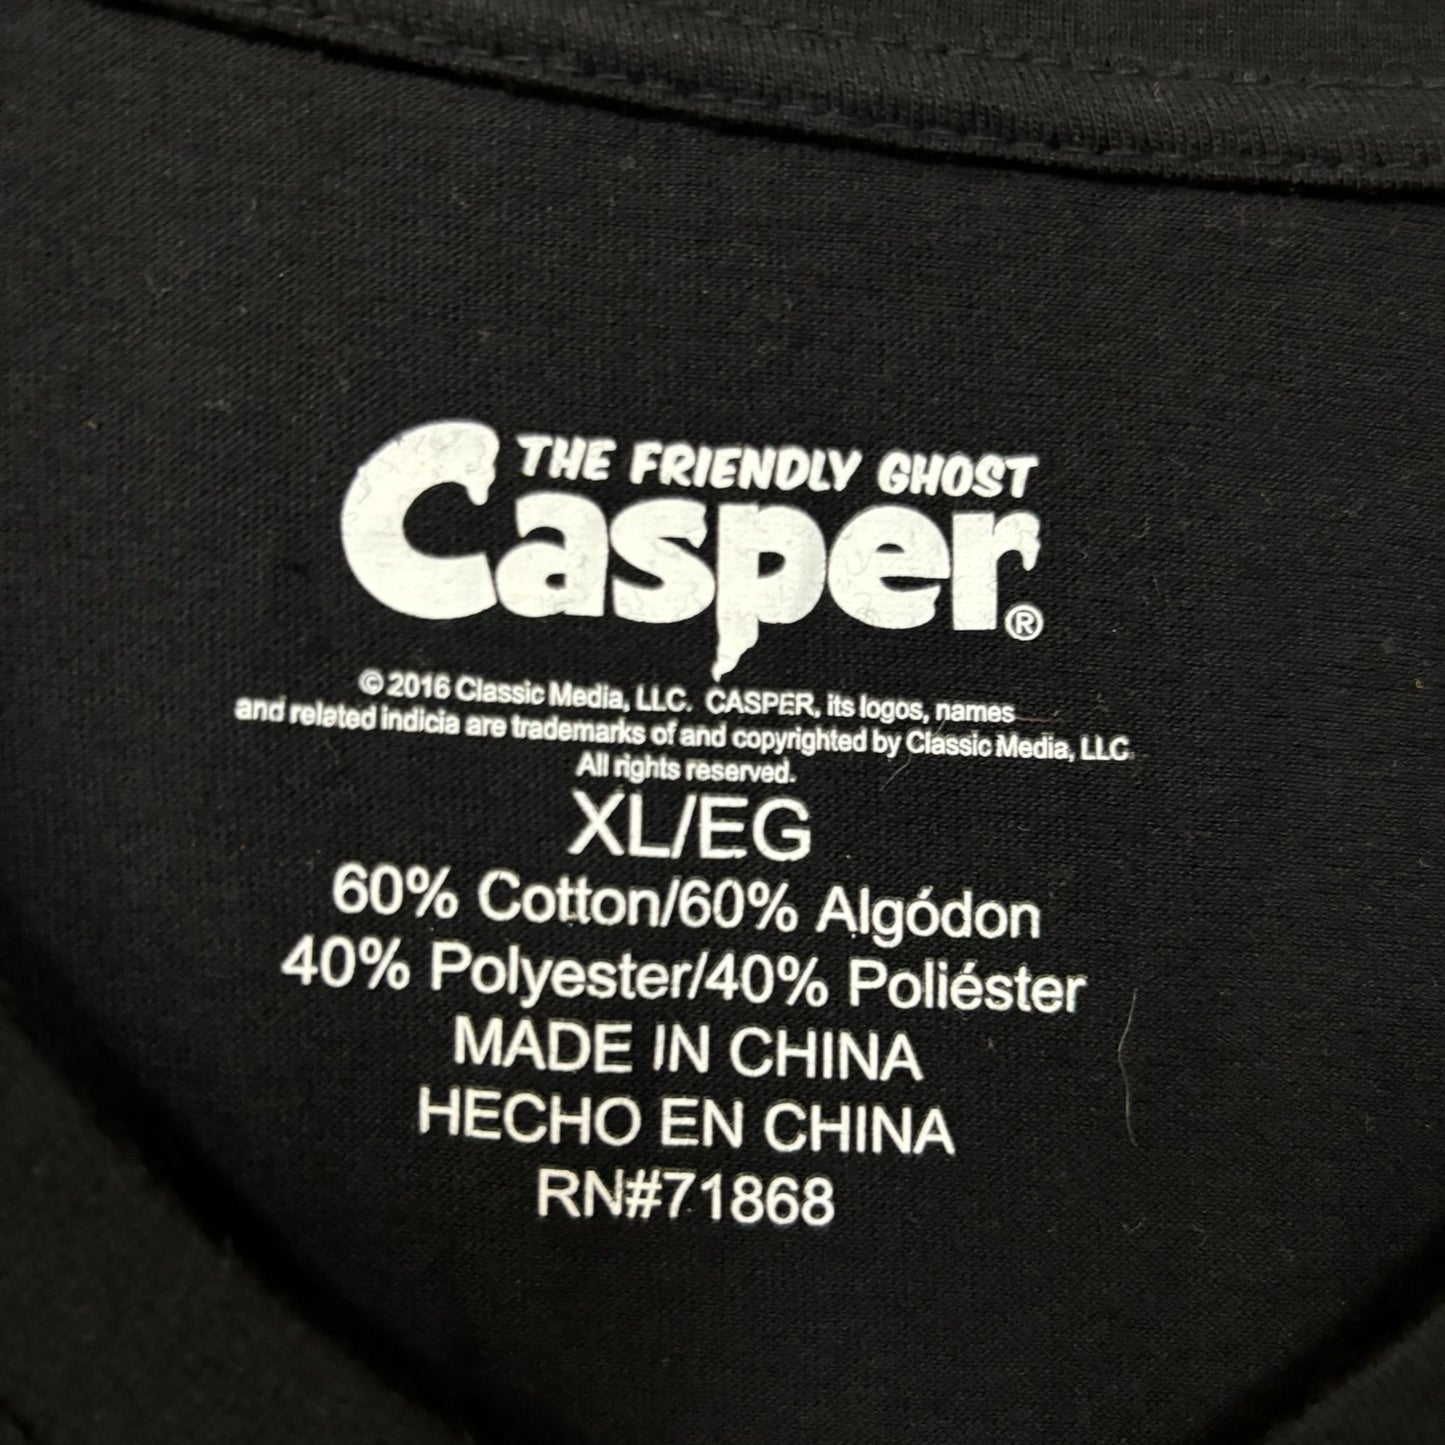 THE FRIENDLY GHOST
Casper®
© 2016 Classic Media, LLC. CASPER, its logos, names
and related indicia are trademarks of and copyrighted by Classic Media, LLC.
All rights reserved.
XL/EG
60% Cotton/60% Algódon
40% Polyester/40% Poliéster
MADE IN CHINA
HECHO EN CHINA
RN#71868